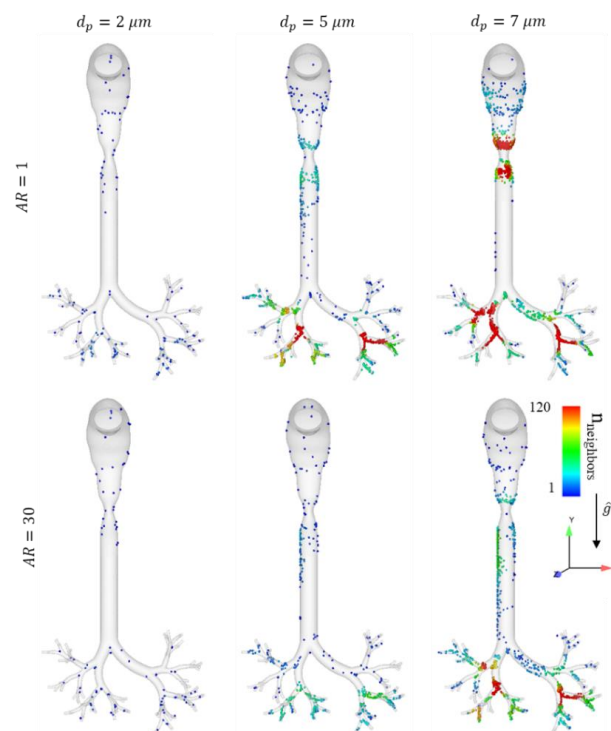 d_p = 2 μm
d_p = 5 μm
d_p = 7 μm
AR = 1
AR = 30
120
1
n_neighbors
ĝ
Y
Z